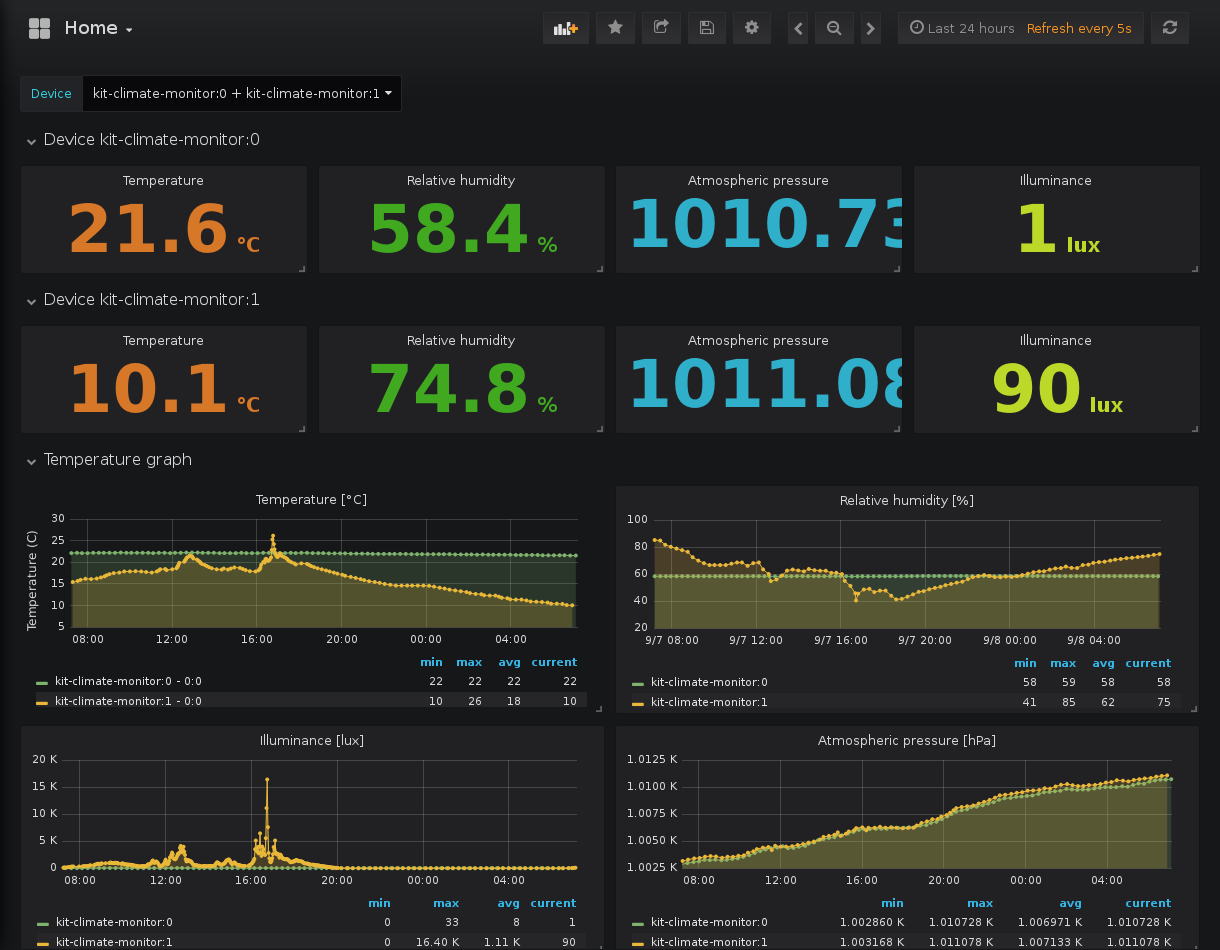 Home
Last 24 hours Refresh every 5s
Device kit-climate-monitor:0 + kit-climate-monitor:1
Device kit-climate-monitor:0
Temperature Relative humidity Atmospheric pressure Illuminance
21.6 °C 58.4 % 1010.73 1 lux
Device kit-climate-monitor:1
Temperature Relative humidity Atmospheric pressure Illuminance
10.1 °C 74.8 % 1011.08 90 lux
Temperature graph
Temperature [°C]
Temperature (C)
30
25
20
15
10
5
08:00 12:00 16:00 20:00 00:00 04:00
min max avg current
kit-climate-monitor:0 - 0:0 22 22 22 22
kit-climate-monitor:1 - 0:0 10 26 18 10
Relative humidity [%]
100
80
60
40
20
9/7 08:00 9/7 12:00 9/7 16:00 9/7 20:00 9/8 00:00 9/8 04:00
min max avg current
kit-climate-monitor:0 58 59 58 58
kit-climate-monitor:1 41 85 62 75
Illuminance [lux]
20 K
15 K
10 K
5 K
0
08:00 12:00 16:00 20:00 00:00 04:00
min max avg current
kit-climate-monitor:0 0 33 8 1
kit-climate-monitor:1 0 16.40 K 1.11 K 90
Atmospheric pressure [hPa]
1.0125 K
1.0100 K
1.0075 K
1.0050 K
1.0025 K
08:00 12:00 16:00 20:00 00:00 04:00
min max avg current
kit-climate-monitor:0 1.002860 K 1.010728 K 1.006971 K 1.010728 K
kit-climate-monitor:1 1.003168 K 1.011078 K 1.007133 K 1.011078 K